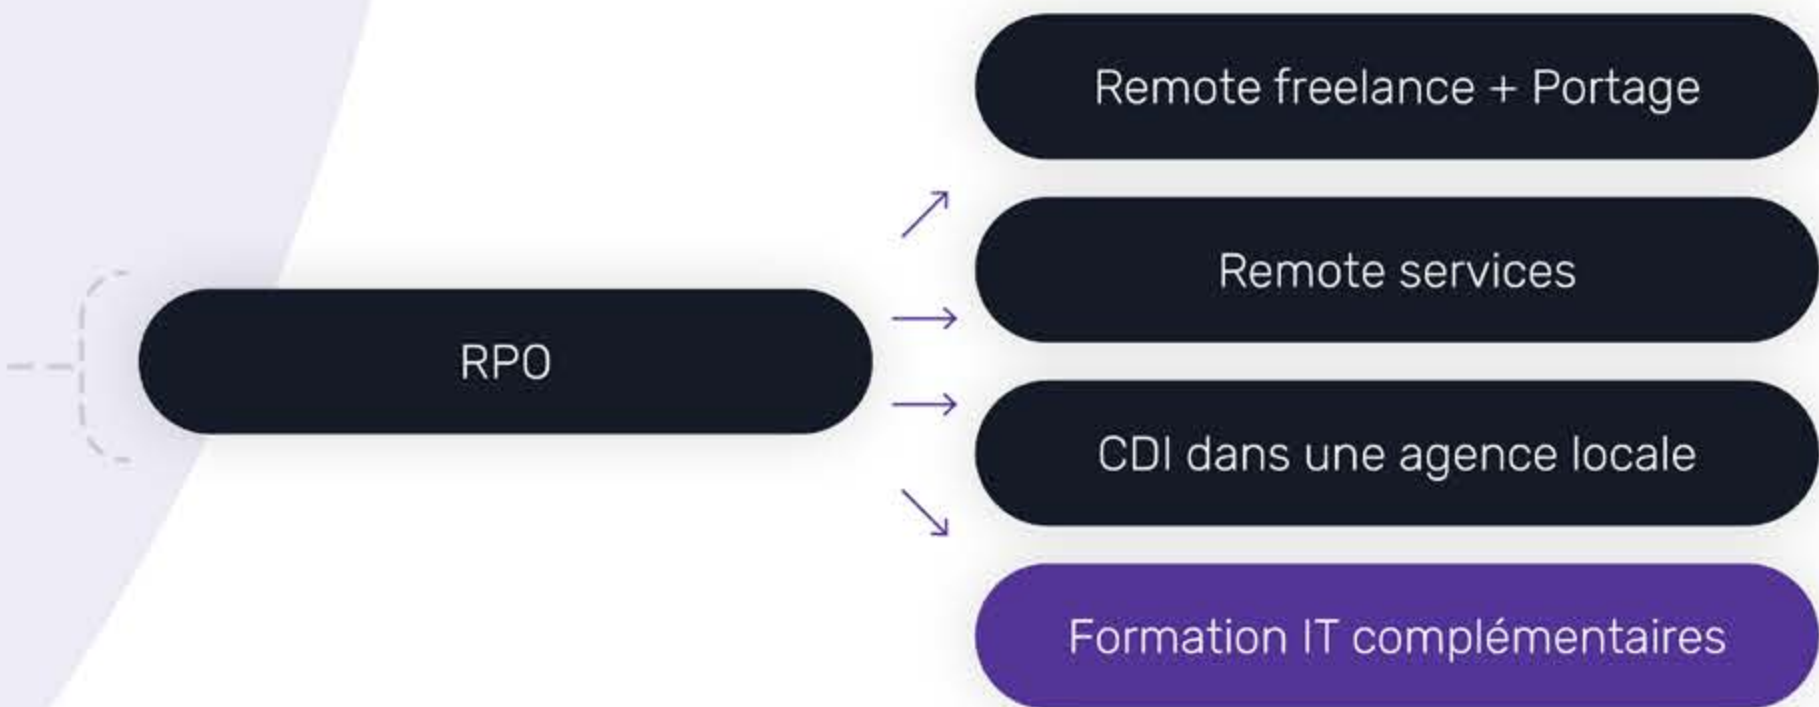 Remote freelance + Portage
Remote services
RPO
CDI dans une agence locale
Formation IT complémentaires